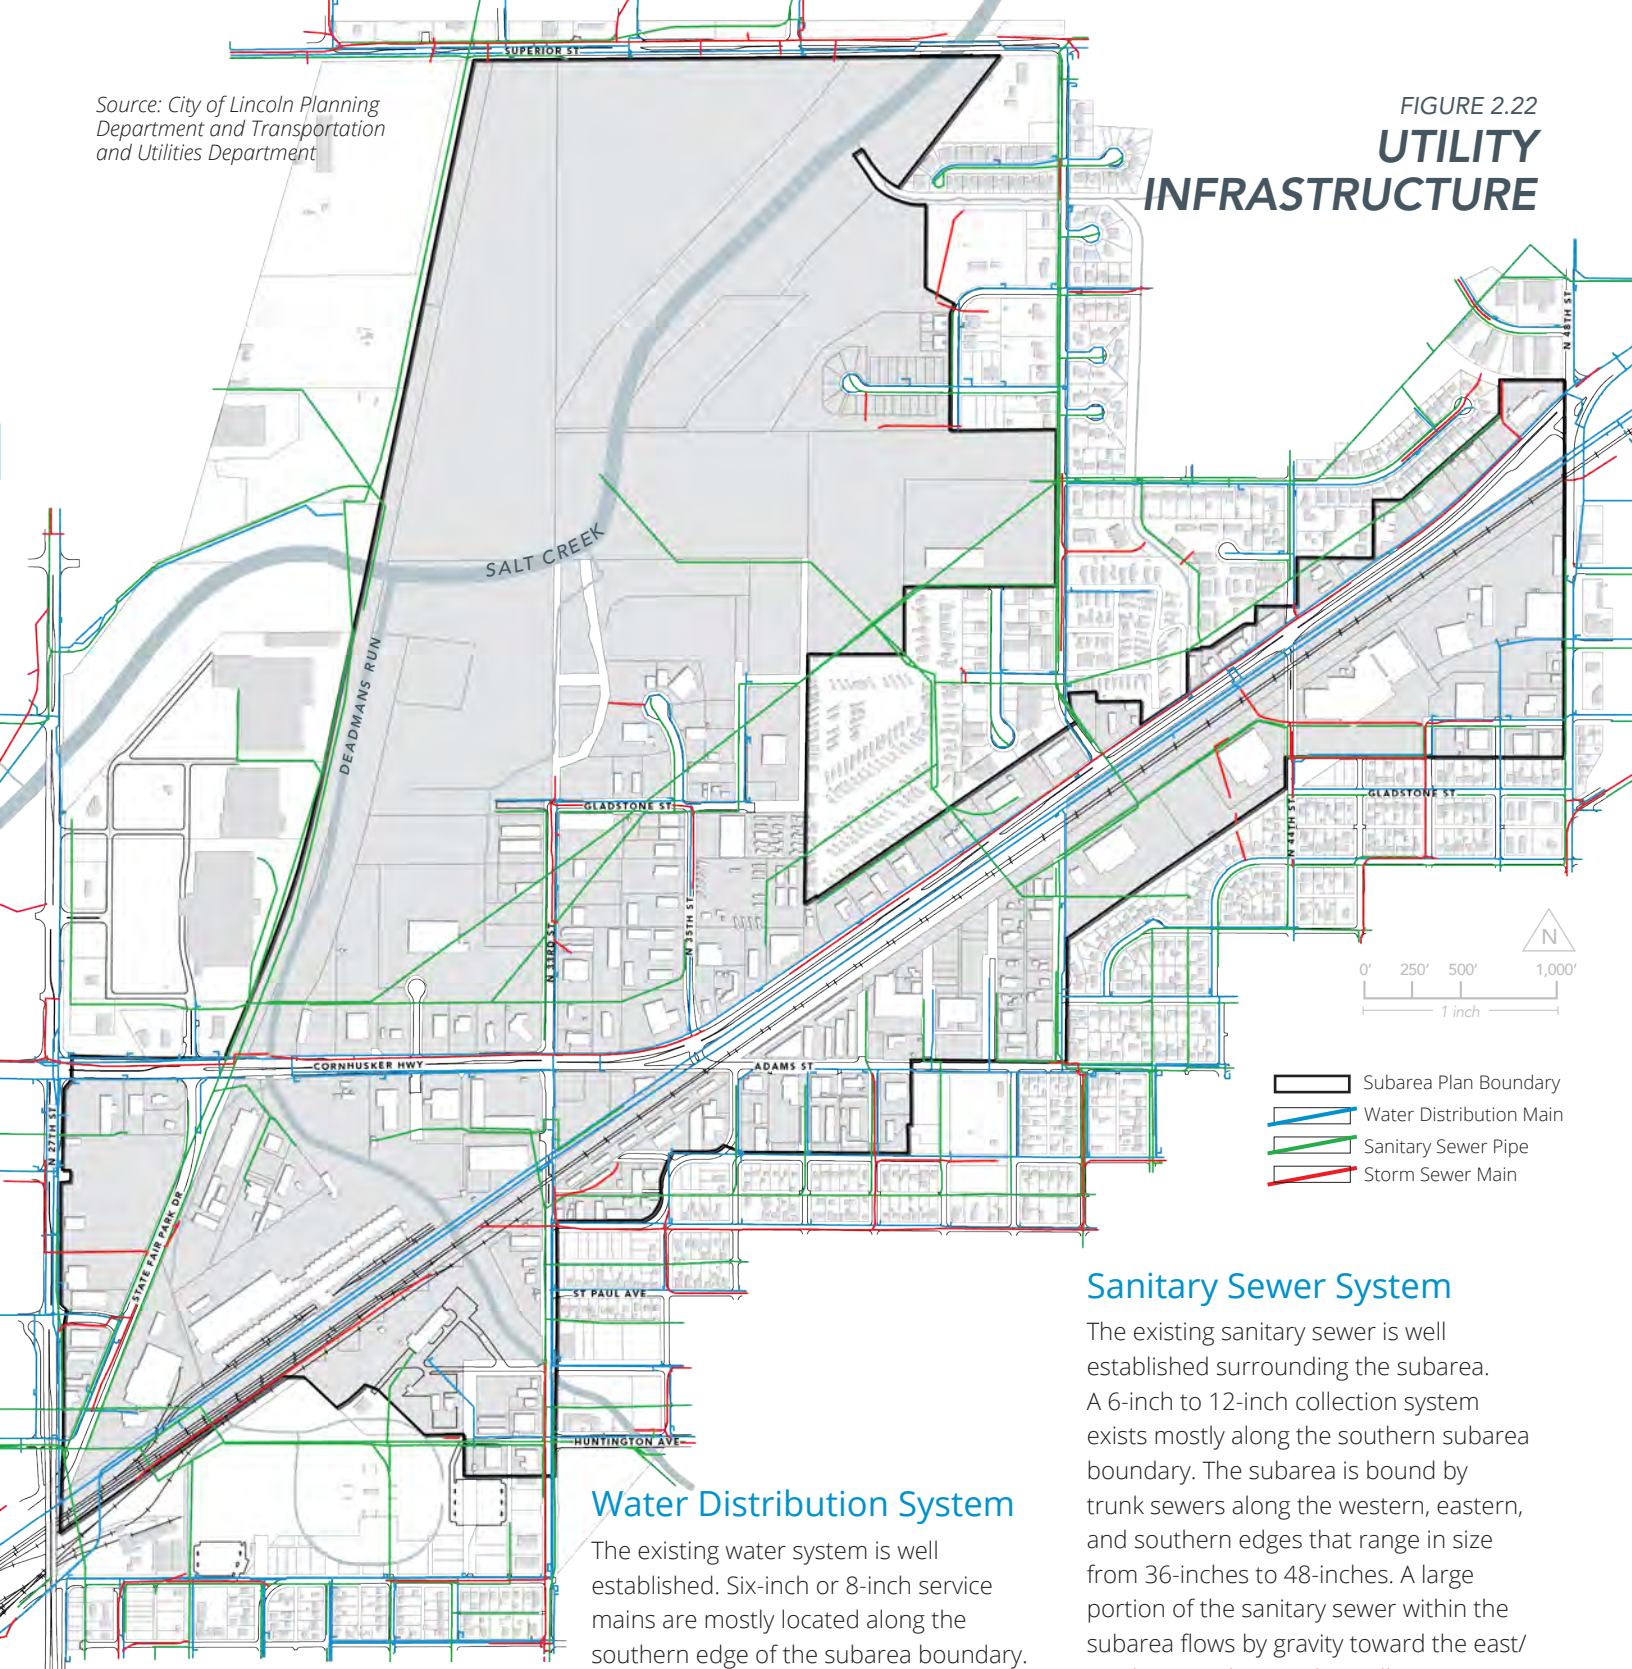 SUPERIOR ST
Source: City of Lincoln Planning
Department and Transportation
and Utilities Department
FIGURE 2.22
UTILITY
INFRASTRUCTURE
N 48TH ST
SALT CREEK
DEADMANS RUN
GLADSTONE ST
GLADSTONE ST
N 44TH ST
N 35TH ST
N 33RD ST
N
0' 250' 500' 1,000'
1 inch
CORNHUSKER HWY
ADAMS ST
N 27TH ST
STATE FAIR PARK DR
ST PAUL AVE
HUNTINGTON AVE
Subarea Plan Boundary
Water Distribution Main
Sanitary Sewer Pipe
Storm Sewer Main
Water Distribution System
The existing water system is well
established. Six-inch or 8-inch service
mains are mostly located along the
southern edge of the subarea boundary.
Sanitary Sewer System
The existing sanitary sewer is well
established surrounding the subarea.
A 6-inch to 12-inch collection system
exists mostly along the southern subarea
boundary. The subarea is bound by
trunk sewers along the western, eastern,
and southern edges that range in size
from 36-inches to 48-inches. A large
portion of the sanitary sewer within the
subarea flows by gravity toward the east/